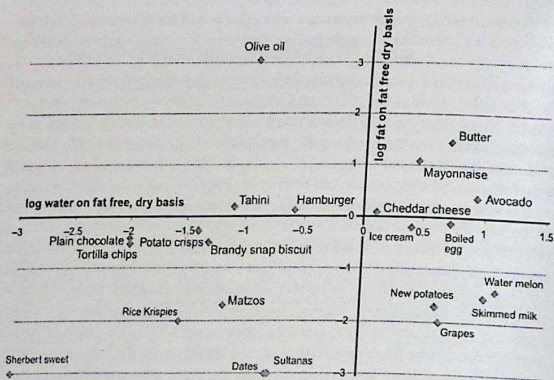 log fat on fat free dry basis
Olive oil
3
2
Butter
1
Mayonnaise
log water on fat free, dry basis
Tahini
Hamburger
Avocado
Cheddar cheese
0
-3
-2.5
-2
-1.5
-1
-0.5
0
0.5
1
1.5
Ice cream
Boiled
egg
Plain chocolate
Potato crisps
Brandy snap biscuit
Tortilla chips
-1
Water melon
New potatoes
Matzos
Rice Krispies
Skimmed milk
-2
Grapes
Sherbert sweet
Dates
Sultanas
-3